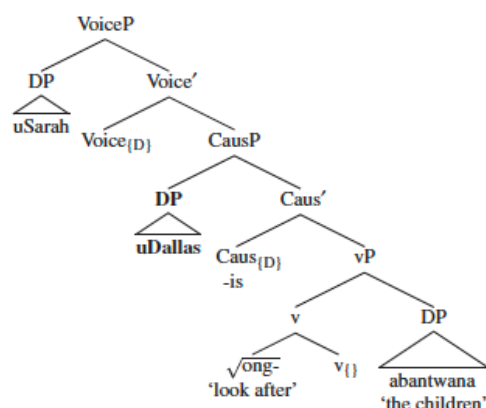 VoiceP
DP Voice′
uSarah Voice{D} CausP
DP Caus′
uDallas Caus{D} vP
-is
v DP
√ong- v{} abantwana
‘look after’ ‘the children’